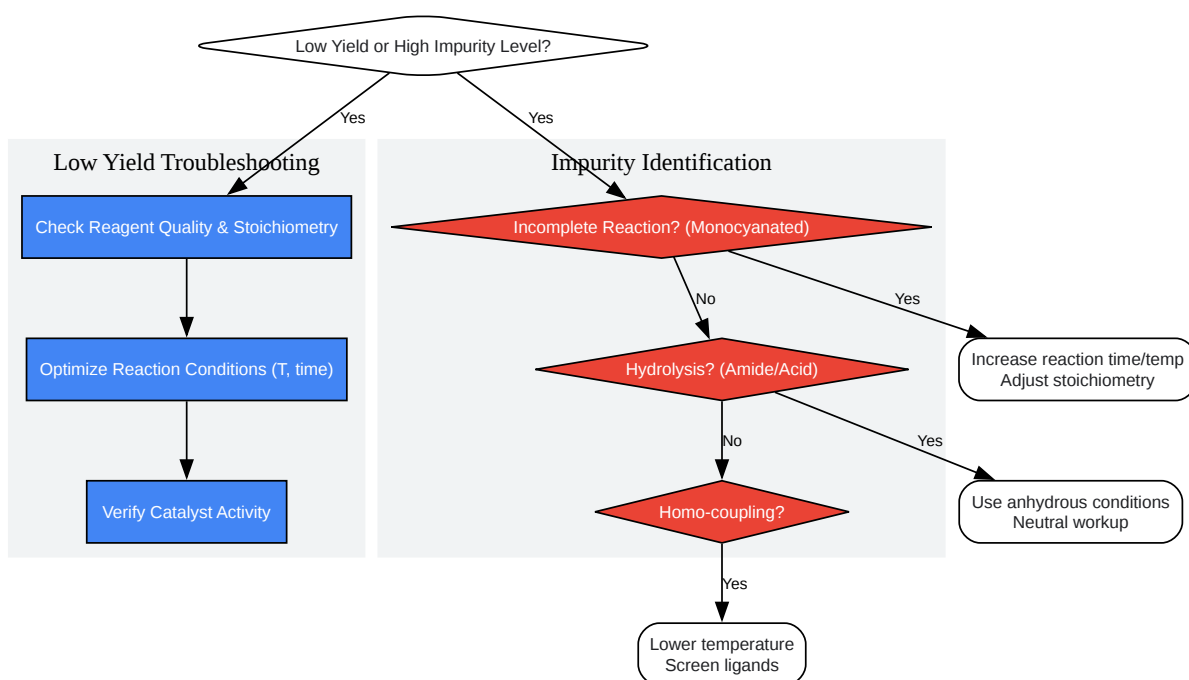 Low Yield or High Impurity Level?
Yes
Yes
Low Yield Troubleshooting
Impurity Identification
Check Reagent Quality & Stoichiometry
Incomplete Reaction? (Monocyanated)
No
Yes
Optimize Reaction Conditions (T, time)
Hydrolysis? (Amide/Acid)
Increase reaction time/temp
Adjust stoichiometry
No
Yes
Verify Catalyst Activity
Homo-coupling?
Use anhydrous conditions
Neutral workup
Yes
Lower temperature
Screen ligands